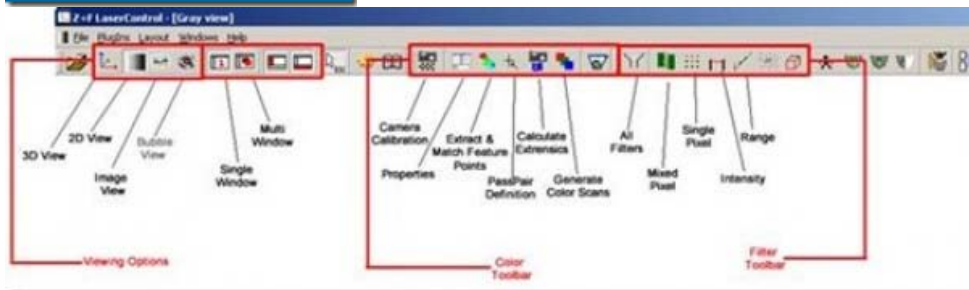 Z+F LaserControl - [Gray view]
File PlugIns Layout Windows Help
3D View
2D View
Image View
Bubble View
Single Window
Multi Window
Camera Calibration
Properties
Extract & Match Feature Points
PassPair Definition
Calculate Extrensics
Generate Color Scans
All Filters
Mixed Pixel
Single Pixel
Intensity
Range
Viewing Options
Color Toolbar
Filter Toolbar